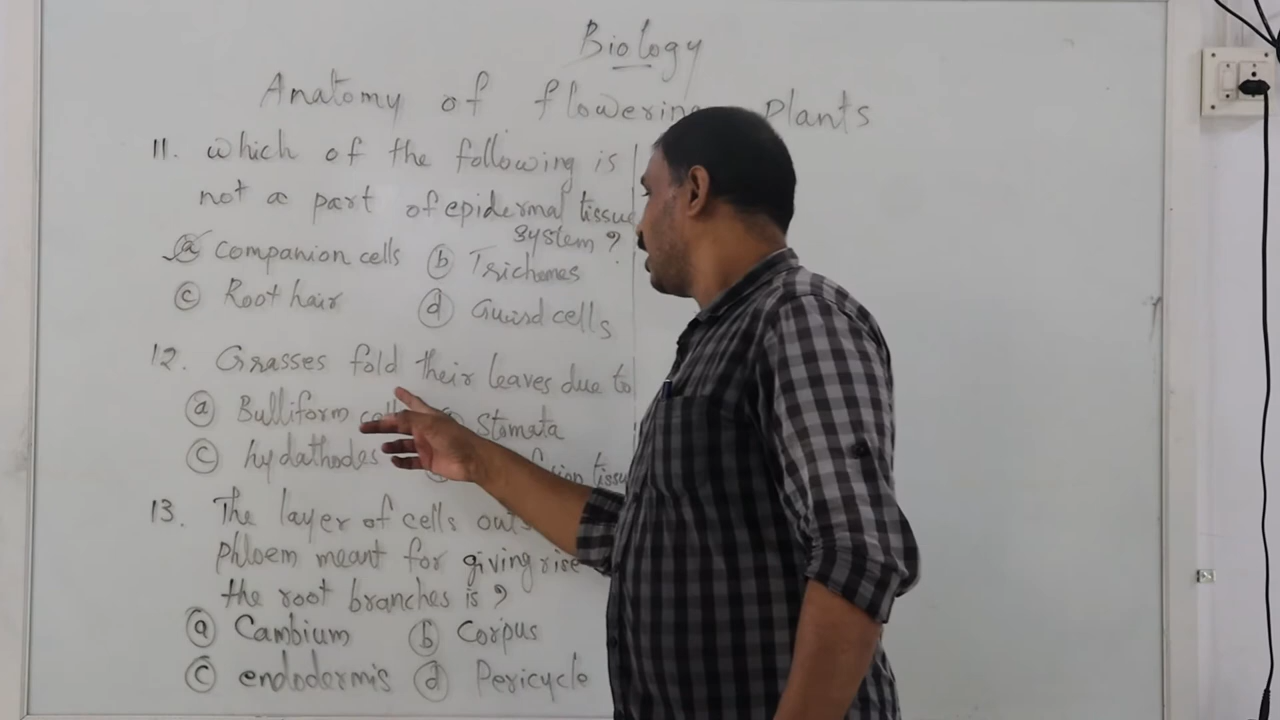 Biology
Anatomy of flowering Plants
11. which of the following is
not a part of epidermal tissue
system ?
(a) companion cells (b) Trichomes
(c) Root hair (d) Guard cells
12. Grasses fold their leaves due to
(a) Bulliform cells Stomata
(c) hydathodes tissu
13. The layer of cells
phloem meant for giving rise
the root branches is ?
(a) Cambium (b) Corpus
(c) endodermis (d) Pericycle